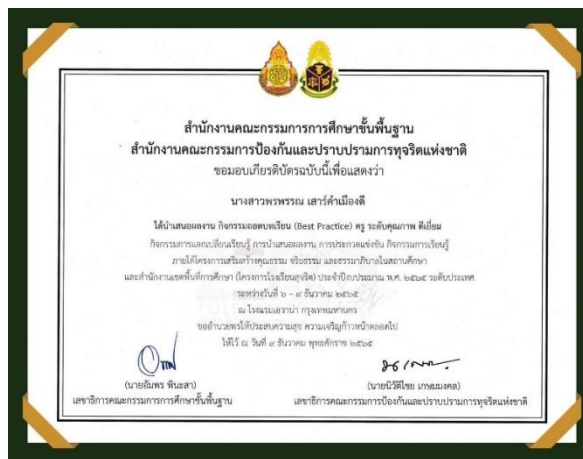 สำนักงานคณะกรรมการการศึกษาขั้นพื้นฐาน
สำนักงานคณะกรรมการป้องกันและปราบปรามการทุจริตแห่งชาติ
ขอมอบเกียรติบัตรฉบับนี้เพื่อแสดงว่า
นางสาวพรพรรณ เสาร์คำเมืองดี
ได้นำเสนอผลงาน กิจกรรมถอดบทเรียน (Best Practice) ครู ระดับคุณภาพ ดีเยี่ยม
กิจกรรมการแลกเปลี่ยนเรียนรู้ การนำเสนอผลงาน การประกวดแข่งขัน กิจกรรมการเรียนรู้
ภายใต้โครงการเสริมสร้างคุณธรรม จริยธรรม และธรรมาภิบาลในสถานศึกษา
และสำนักงานเขตพื้นที่การศึกษา (โครงการโรงเรียนสุจริต) ประจำปีงบประมาณ พ.ศ. ๒๕๖๕ ระดับประเทศ
ระหว่างวันที่ ๖ - ๙ ธันวาคม ๒๕๖๕
ณ โรงแรมเอวาน่า กรุงเทพมหานคร
ขออำนวยพรให้ประสบความสุข ความเจริญก้าวหน้าตลอดไป
ให้ไว้ ณ วันที่ ๙ ธันวาคม พุทธศักราช ๒๕๖๕
(นายอัมพร พินะสา)
เลขาธิการคณะกรรมการการศึกษาขั้นพื้นฐาน
(นายนิวัติไชย เกษมมงคล)
เลขาธิการคณะกรรมการป้องกันและปราบปรามการทุจริตแห่งชาติ